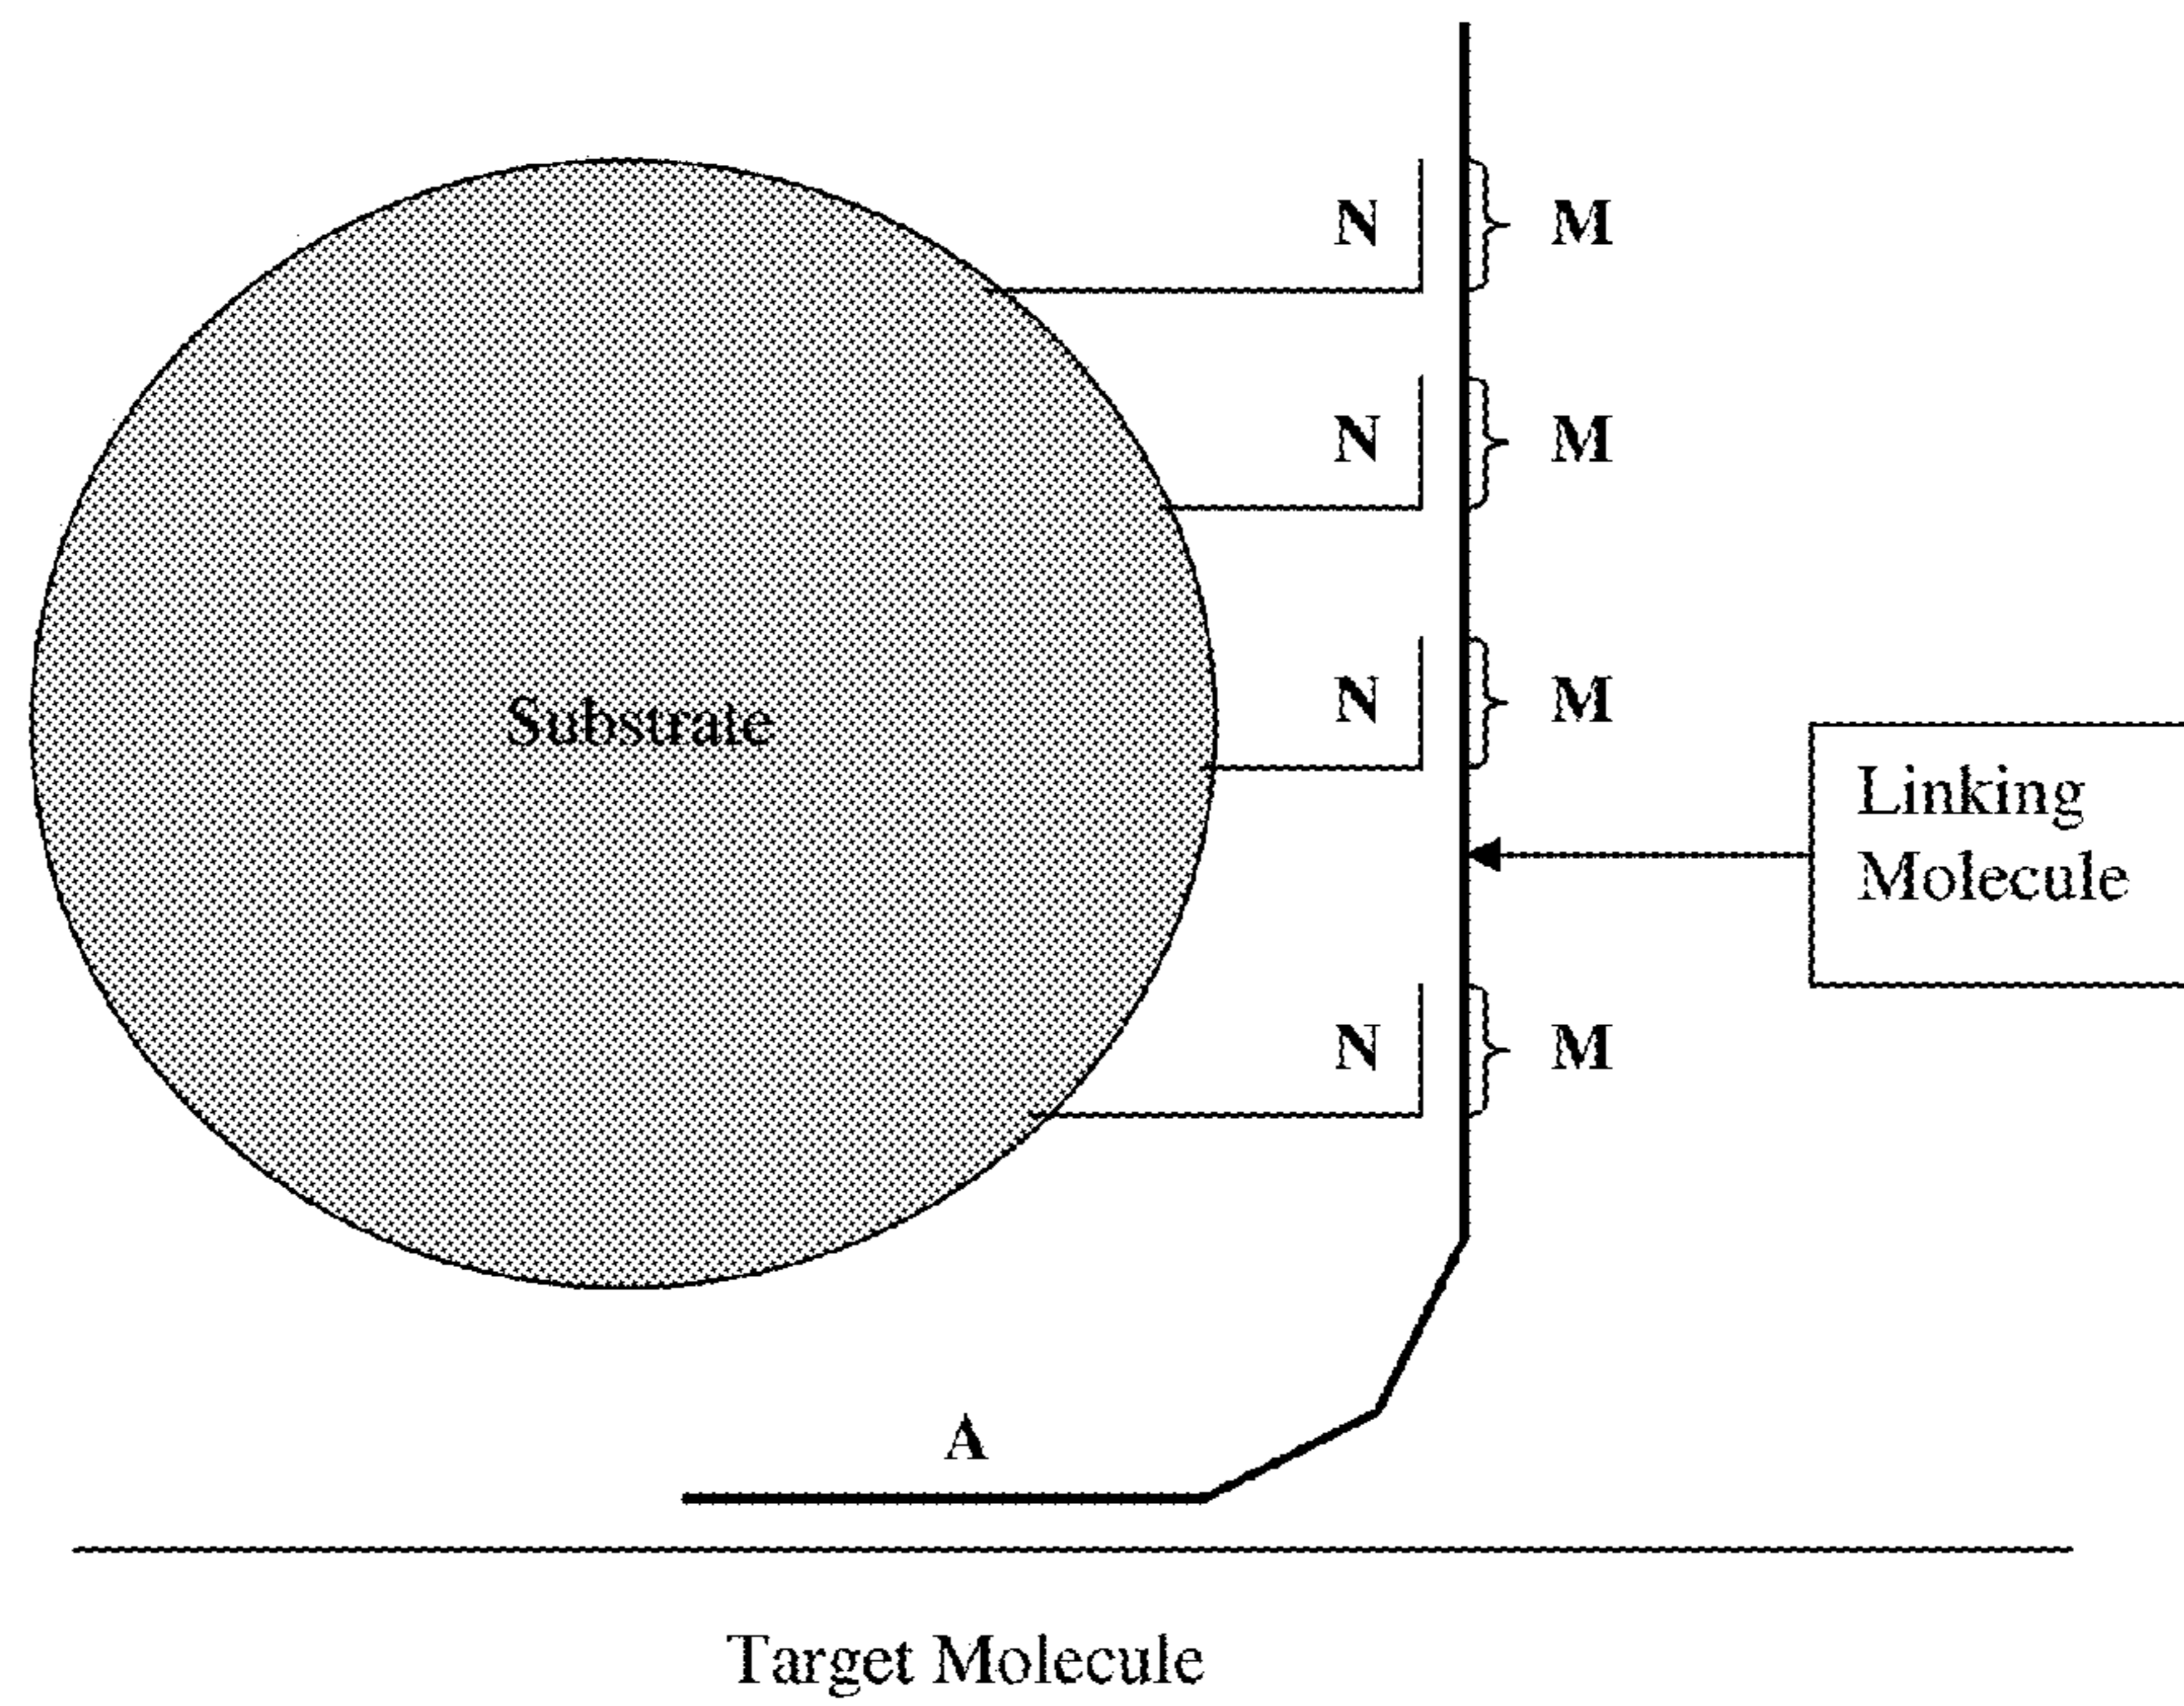 N M
N M
Substrate
N M
Linking
Molecule
N M
A
Target Molecule